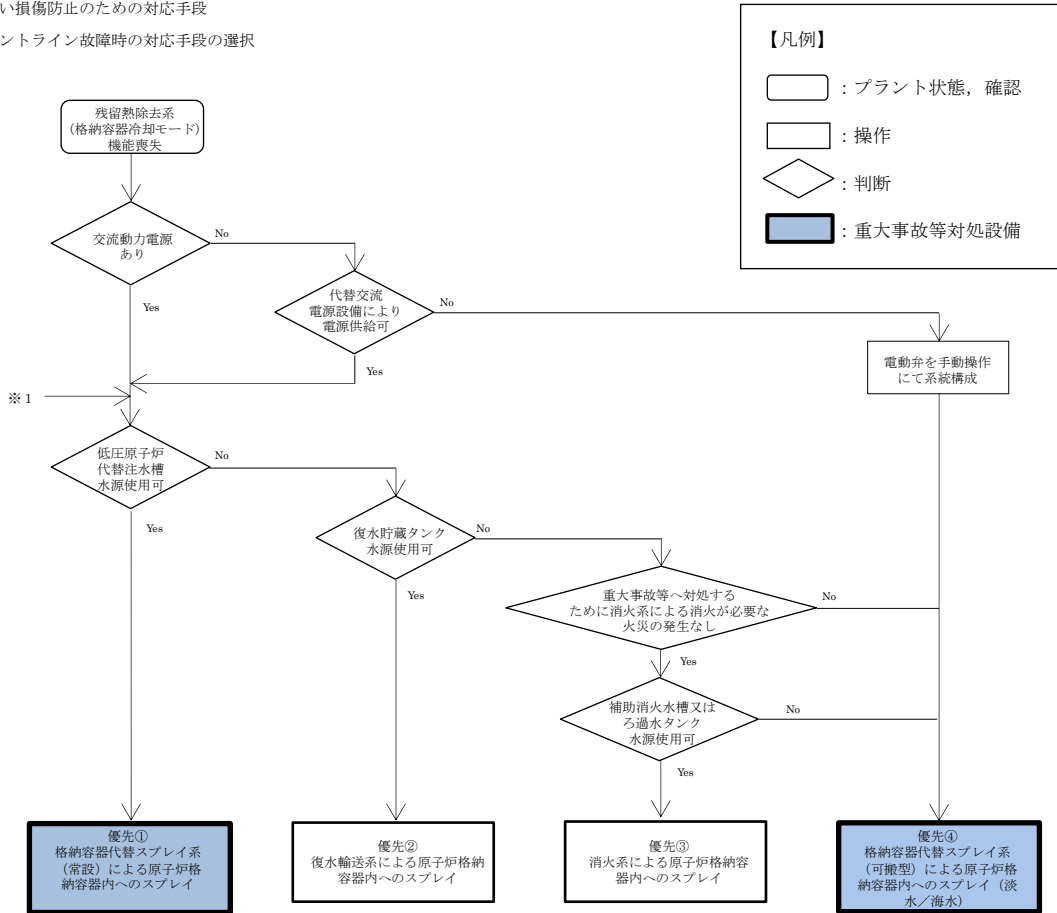 い損傷防止のための対応手段
ントライン故障時の対応手段の選択
【凡例】
：プラント状態，確認
：操作
：判断
：重大事故等対処設備
残留熱除去系
(格納容器冷却モード)
機能喪失
交流動力電源
あり
No
Yes
代替交流
電源設備により
電源供給可
No
Yes
電動弁を手動操作
にて系統構成
※1
低圧原子炉
代替注水槽
水源使用可
No
Yes
復水貯蔵タンク
水源使用可
No
Yes
重大事故等へ対処する
ために消火系による消火が必要な
火災の発生なし
No
Yes
補助消火水槽又は
ろ過水タンク
水源使用可
No
Yes
優先①
格納容器代替スプレイ系
（常設）による原子炉格
納容器内へのスプレイ
優先②
復水輸送系による原子炉格納
容器内へのスプレイ
優先③
消火系による原子炉格納容
器内へのスプレイ
優先④
格納容器代替スプレイ系
（可搬型）による原子炉格
納容器内へのスプレイ（淡
水／海水）